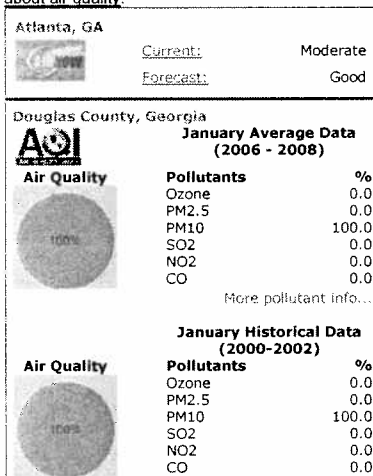 about air quality.
Atlanta, GA
Current: Moderate
Forecast: Good
Douglas County, Georgia
AQI
January Average Data
(2006 - 2008)
Air Quality
Pollutants %
Ozone 0.0
PM2.5 0.0
PM10 100.0
SO2 0.0
NO2 0.0
CO 0.0
100%
More pollutant info...
January Historical Data
(2000-2002)
Air Quality
Pollutants %
Ozone 0.0
PM2.5 0.0
PM10 100.0
SO2 0.0
NO2 0.0
CO 0.0
100%